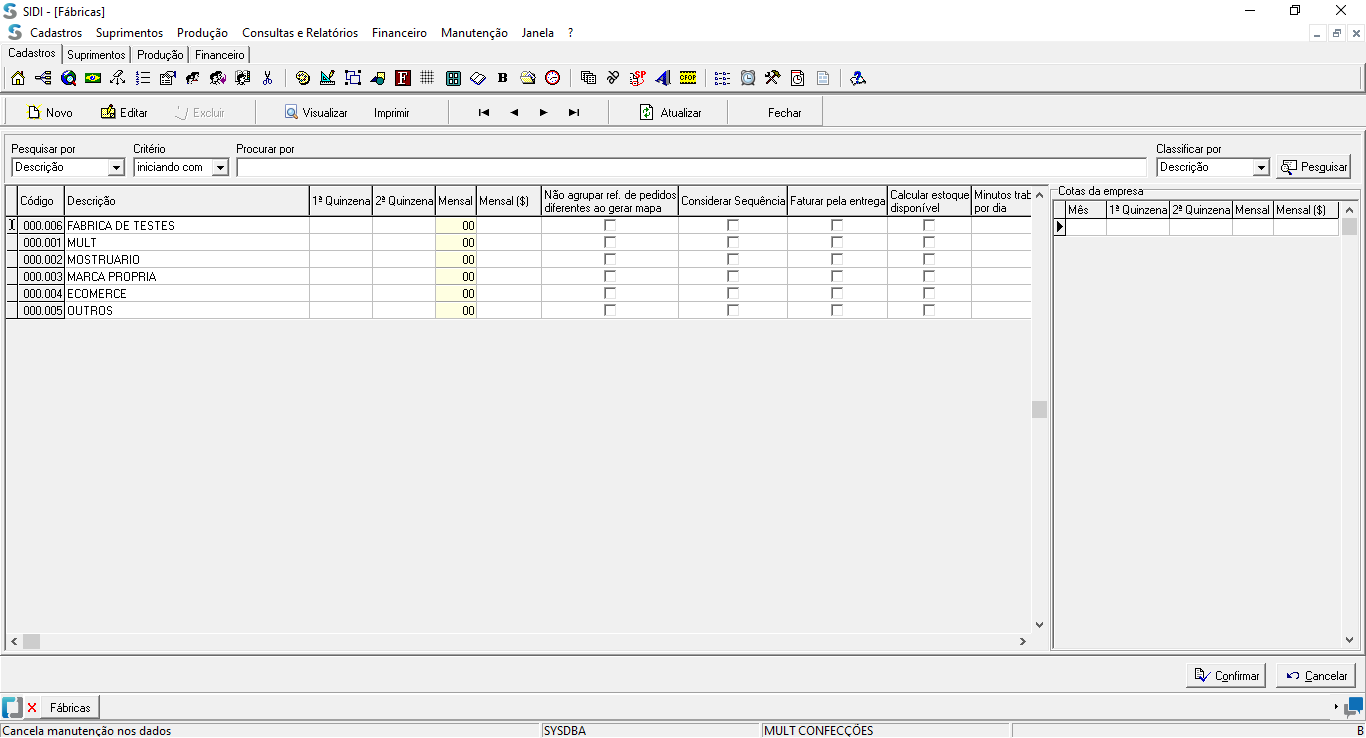 SIDI - [Fábricas]
Cadastros Suprimentos Produção Consultas e Relatórios Financeiro Manutenção Janela ?
Cadastros Suprimentos Produção Financeiro
F B SP CFOP
Novo Editar Excluir Visualizar Imprimir Atualizar Fechar
Pesquisar por Critério Procurar por Classificar por
Descrição iniciando com Descrição Pesquisar
Cotas da empresa
Código Descrição 1ª Quinzena 2ª Quinzena Mensal Mensal ($) Não agrupar ref. de pedidos diferentes ao gerar mapa Considerar Sequência Faturar pela entrega Calcular estoque disponível Minutos trab por dia
Mês 1ª Quinzena 2ª Quinzena Mensal Mensal ($)
000.006 FABRICA DE TESTES 00
000.001 MULT 00
000.002 MOSTRUARIO 00
000.003 MARCA PROPRIA 00
000.004 ECOMERCE 00
000.005 OUTROS 00
Confirmar Cancelar
Fábricas
Cancela manutenção nos dados SYSDBA MULT CONFECÇÕES B